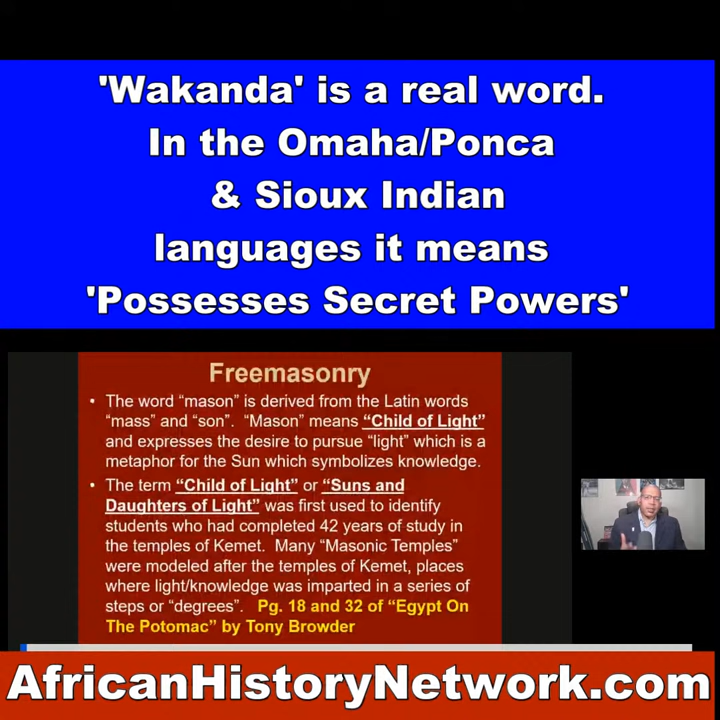 'Wakanda' is a real word.
In the Omaha/Ponca
& Sioux Indian
languages it means
'Possesses Secret Powers'
Freemasonry
• The word “mason” is derived from the Latin words
“mass” and “son”. “Mason” means “Child of Light”
and expresses the desire to pursue “light” which is a
metaphor for the Sun which symbolizes knowledge.
• The term “Child of Light” or “Suns and
Daughters of Light” was first used to identify
students who had completed 42 years of study in
the temples of Kemet. Many “Masonic Temples”
were modeled after the temples of Kemet, places
where light/knowledge was imparted in a series of
steps or “degrees”. Pg. 18 and 32 of “Egypt On
The Potomac” by Tony Browder
AfricanHistoryNetwork.com